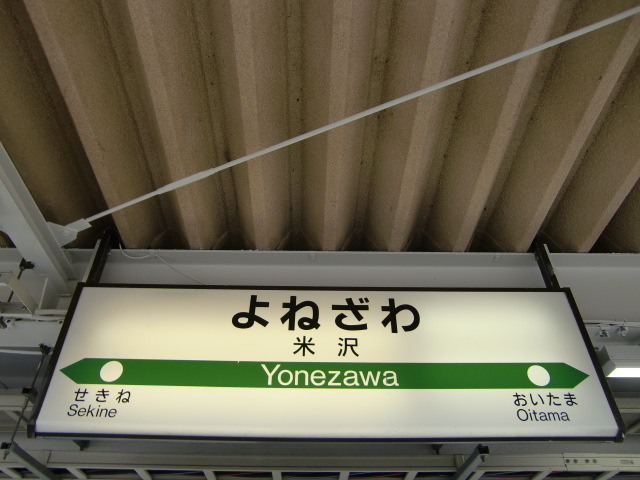 よねざわ
米沢
Yonezawa
せきね
Sekine
おいたま
Oitama